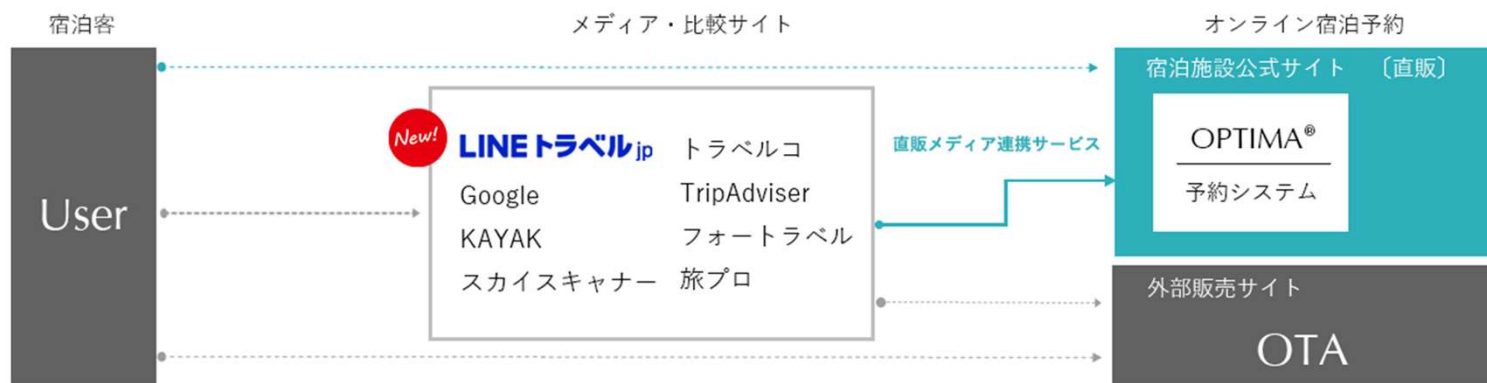 宿泊客
メディア・比較サイト
オンライン宿泊予約
User
New!
LINEトラベルjp
トラベルコ
Google
TripAdviser
KAYAK
フォートラベル
スカイスキャナー
旅プロ
直販メディア連携サービス
宿泊施設公式サイト 〔直販〕
OPTIMA®
予約システム
外部販売サイト
OTA